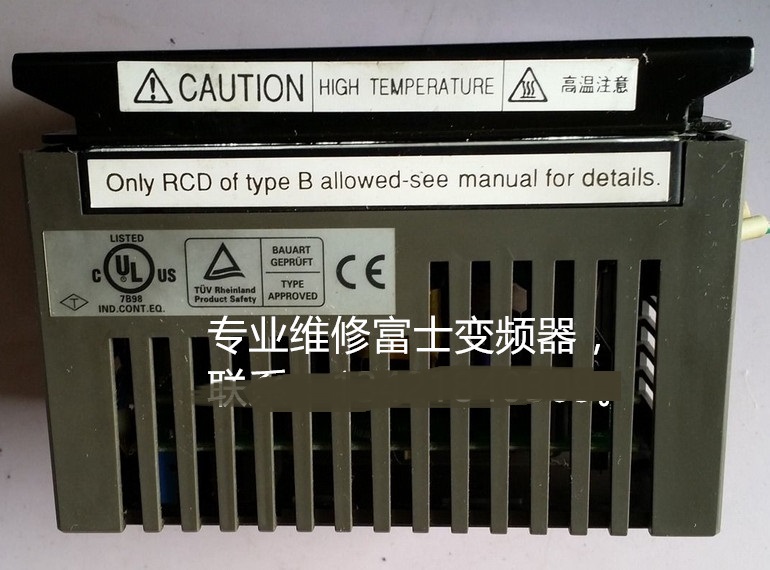 CAUTION HIGH TEMPERATURE 高温注意
Only RCD of type B allowed-see manual for details.
LISTED
C UL US
7B98
IND.CONT.EQ.
T
TÜV Rheinland
Product Safety
BAUART
GEPRÜFT
TYPE
APPROVED
CE
专业维修富士变频器，
联